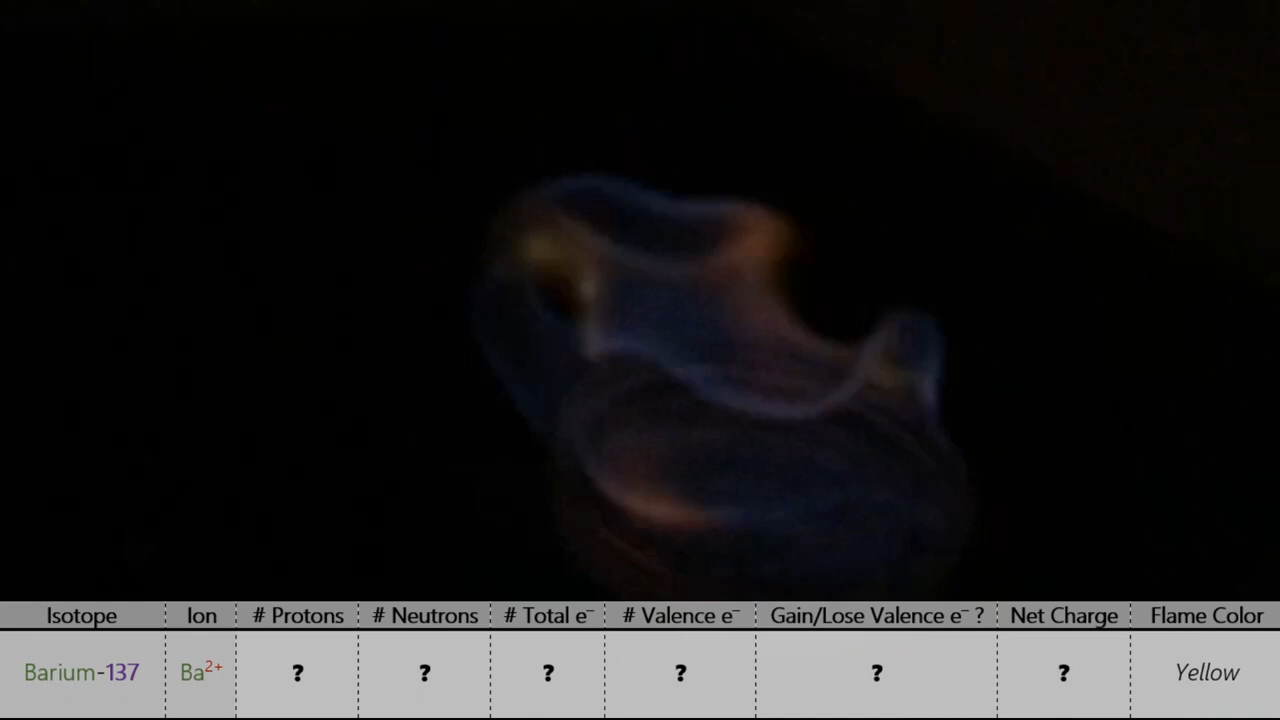 Isotope Ion # Protons # Neutrons # Total e⁻ # Valence e⁻ Gain/Lose Valence e⁻ ? Net Charge Flame Color
Barium-137 Ba²⁺ ? ? ? ? ? ? Yellow